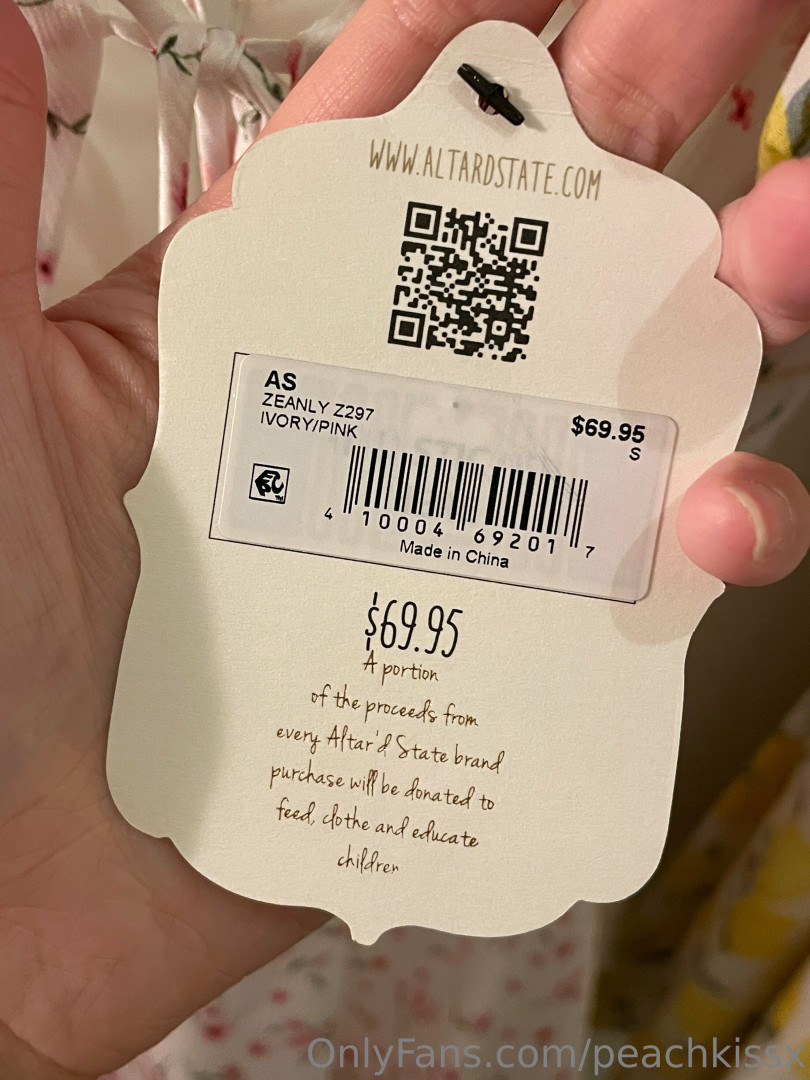 WWW.ALTARDSTATE.COM
AS
ZEANLY Z297
IVORY/PINK
$69.95
S
4 10004 69201 7
Made in China
$69.95
A portion
of the proceeds from
every Altar'd State brand
purchase will be donated to
feed, clothe and educate
children
OnlyFans.com/peachkissx